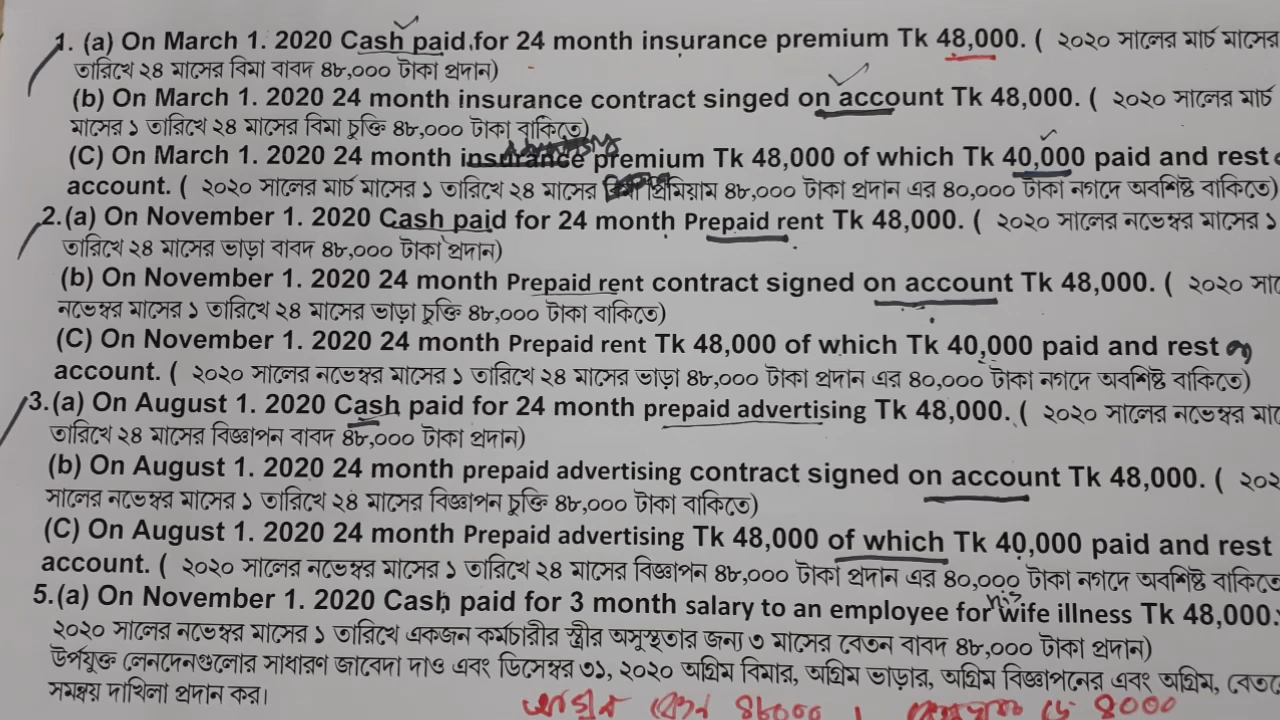 1. (a) On March 1. 2020 Cash paid for 24 month insurance premium Tk 48,000. ( ২০২০ সালের মার্চ মাসের
তারিখে ২৪ মাসের বিমা বাবদ ৪৮,০০০ টাকা প্রদান)
(b) On March 1. 2020 24 month insurance contract singed on account Tk 48,000. ( ২০২০ সালের মার্চ
মাসের ১ তারিখে ২৪ মাসের বিমা চুক্তি ৪৮,০০০ টাকা বাকিতে)
(C) On March 1. 2020 24 month insurance premium Tk 48,000 of which Tk 40,000 paid and rest
account. ( ২০২০ সালের মার্চ মাসের ১ তারিখে ২৪ মাসের প্রিমিয়াম ৪৮,০০০ টাকা প্রদান এর ৪০,০০০ টাকা নগদে অবশিষ্ট বাকিতে)
2.(a) On November 1. 2020 Cash paid for 24 month Prepaid rent Tk 48,000. ( ২০২০ সালের নভেম্বর মাসের ১
তারিখে ২৪ মাসের ভাড়া বাবদ ৪৮,০০০ টাকা প্রদান)
(b) On November 1. 2020 24 month Prepaid rent contract signed on account Tk 48,000. ( ২০২০ সা
নভেম্বর মাসের ১ তারিখে ২৪ মাসের ভাড়া চুক্তি ৪৮,০০০ টাকা বাকিতে)
(C) On November 1. 2020 24 month Prepaid rent Tk 48,000 of which Tk 40,000 paid and rest
account. ( ২০২০ সালের নভেম্বর মাসের ১ তারিখে ২৪ মাসের ভাড়া ৪৮,০০০ টাকা প্রদান এর ৪০,০০০ টাকা নগদে অবশিষ্ট বাকিতে)
3.(a) On August 1. 2020 Cash paid for 24 month prepaid advertising Tk 48,000. ( ২০২০ সালের নভেম্বর মা
তারিখে ২৪ মাসের বিজ্ঞাপন বাবদ ৪৮,০০০ টাকা প্রদান)
(b) On August 1. 2020 24 month prepaid advertising contract signed on account Tk 48,000. ( ২০২
সালের নভেম্বর মাসের ১ তারিখে ২৪ মাসের বিজ্ঞাপন চুক্তি ৪৮,০০০ টাকা বাকিতে)
(C) On August 1. 2020 24 month Prepaid advertising Tk 48,000 of which Tk 40,000 paid and rest
account. ( ২০২০ সালের নভেম্বর মাসের ১ তারিখে ২৪ মাসের বিজ্ঞাপন ৪৮,০০০ টাকা প্রদান এর ৪০,০০০ টাকা নগদে অবশিষ্ট বাকিতে
5.(a) On November 1. 2020 Cash paid for 3 month salary to an employee for his wife illness Tk 48,000.
২০২০ সালের নভেম্বর মাসের ১ তারিখে একজন কর্মচারীর স্ত্রীর অসুস্থতার জন্য ৩ মাসের বেতন বাবদ ৪৮,০০০ টাকা প্রদান)
উপর্যুক্ত লেনদেনগুলোর সাধারণ জাবেদা দাও এবং ডিসেম্বর ৩১, ২০২০ অগ্রিম বিমার, অগ্রিম ভাড়ার, অগ্রিম বিজ্ঞাপনের এবং অগ্রিম, বেতে
সমন্বয় দাখিলা প্রদান কর।
বেতন ৪৮০০০ ।